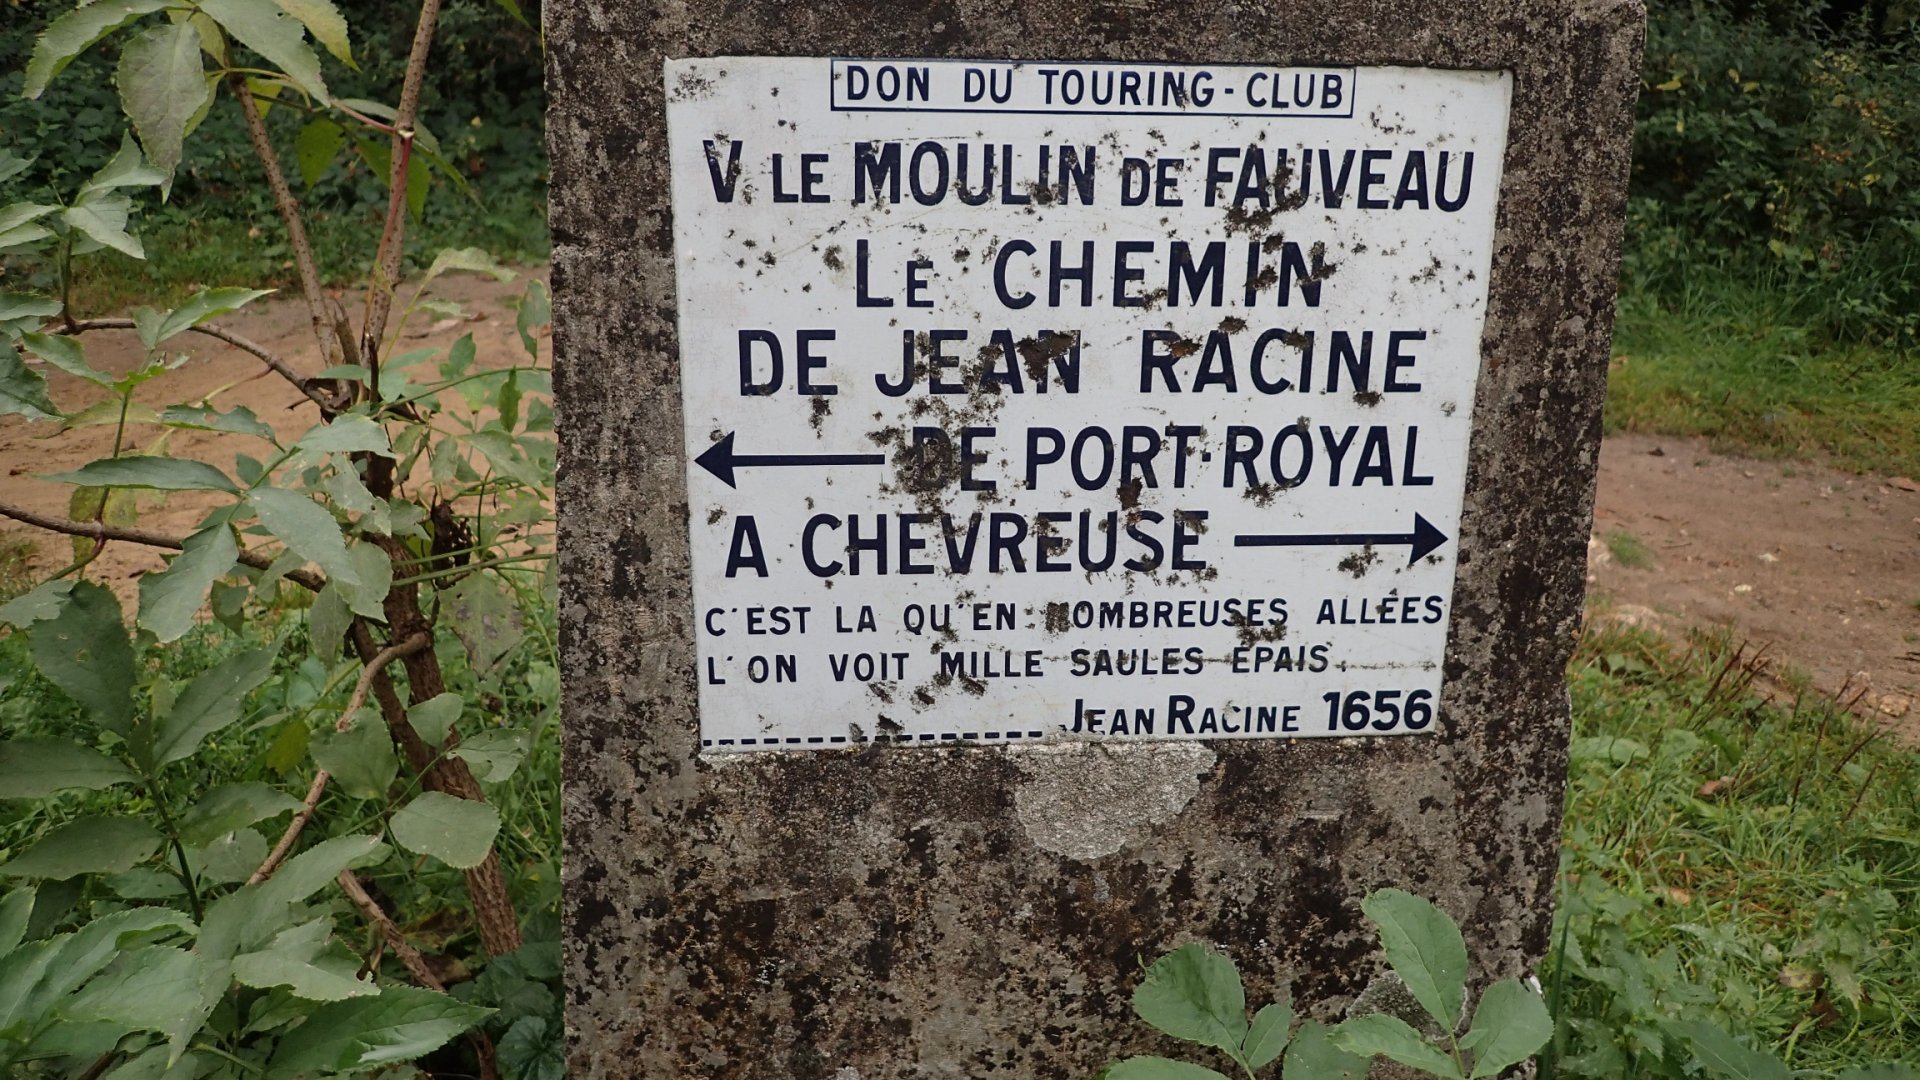 DON DU TOURING-CLUB
V LE MOULIN DE FAUVEAU
LE CHEMIN
DE JEAN RACINE
DE PORT-ROYAL
A CHEVREUSE
C'EST LA QU'EN NOMBREUSES ALLÉES
L'ON VOIT MILLE SAULES ÉPAIS,
JEAN RACINE 1656